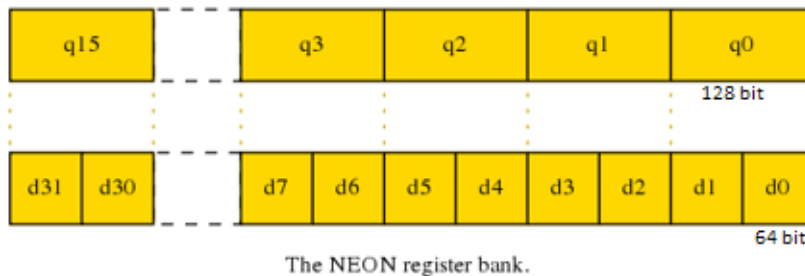 q15 q3 q2 q1 q0
128 bit
d31 d30 d7 d6 d5 d4 d3 d2 d1 d0
64 bit
The NEON register bank.